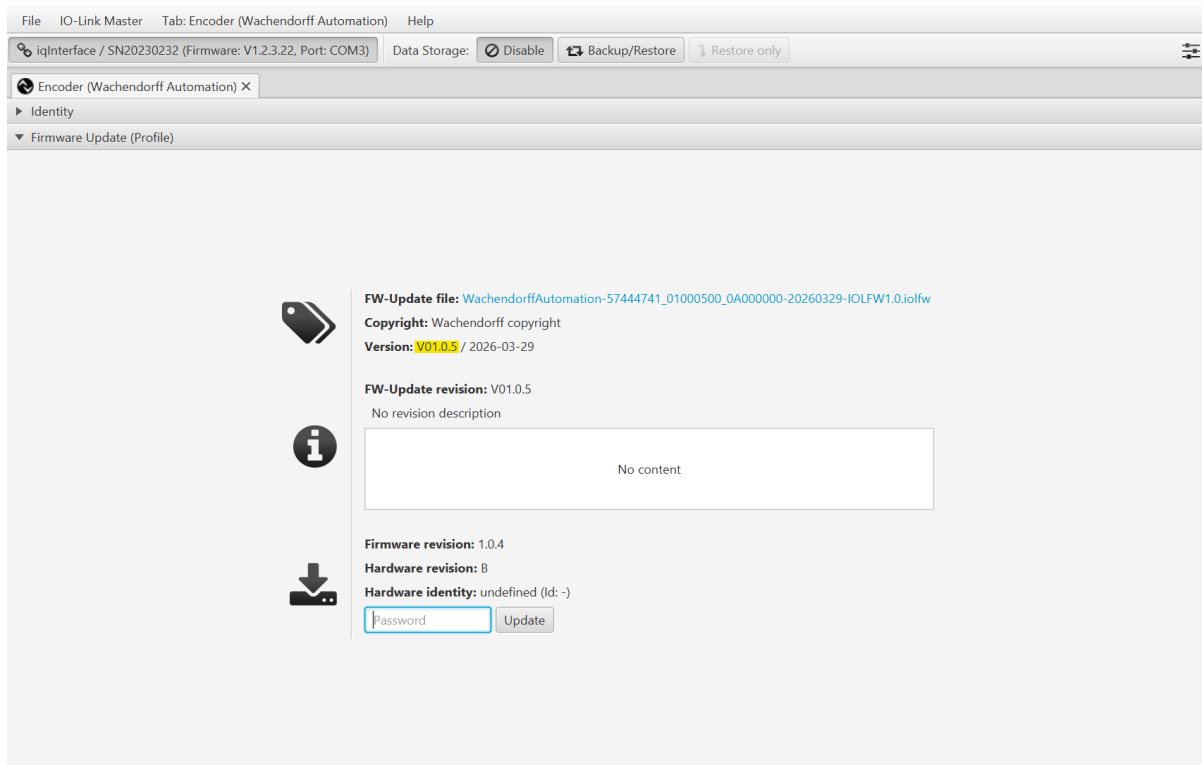 File IO-Link Master Tab: Encoder (Wachendorff Automation) Help
iqInterface / SN20230232 (Firmware: V1.2.3.22, Port: COM3) Data Storage: Disable Backup/Restore Restore only
Encoder (Wachendorff Automation)
Identity
Firmware Update (Profile)
FW-Update file: WachendorffAutomation-57444741_01000500_0A000000-20260329-IOLFW1.0.iolfw
Copyright: Wachendorff copyright
Version: V01.0.5 / 2026-03-29
FW-Update revision: V01.0.5
No revision description
No content
Firmware revision: 1.0.4
Hardware revision: B
Hardware identity: undefined (Id: -)
Password Update